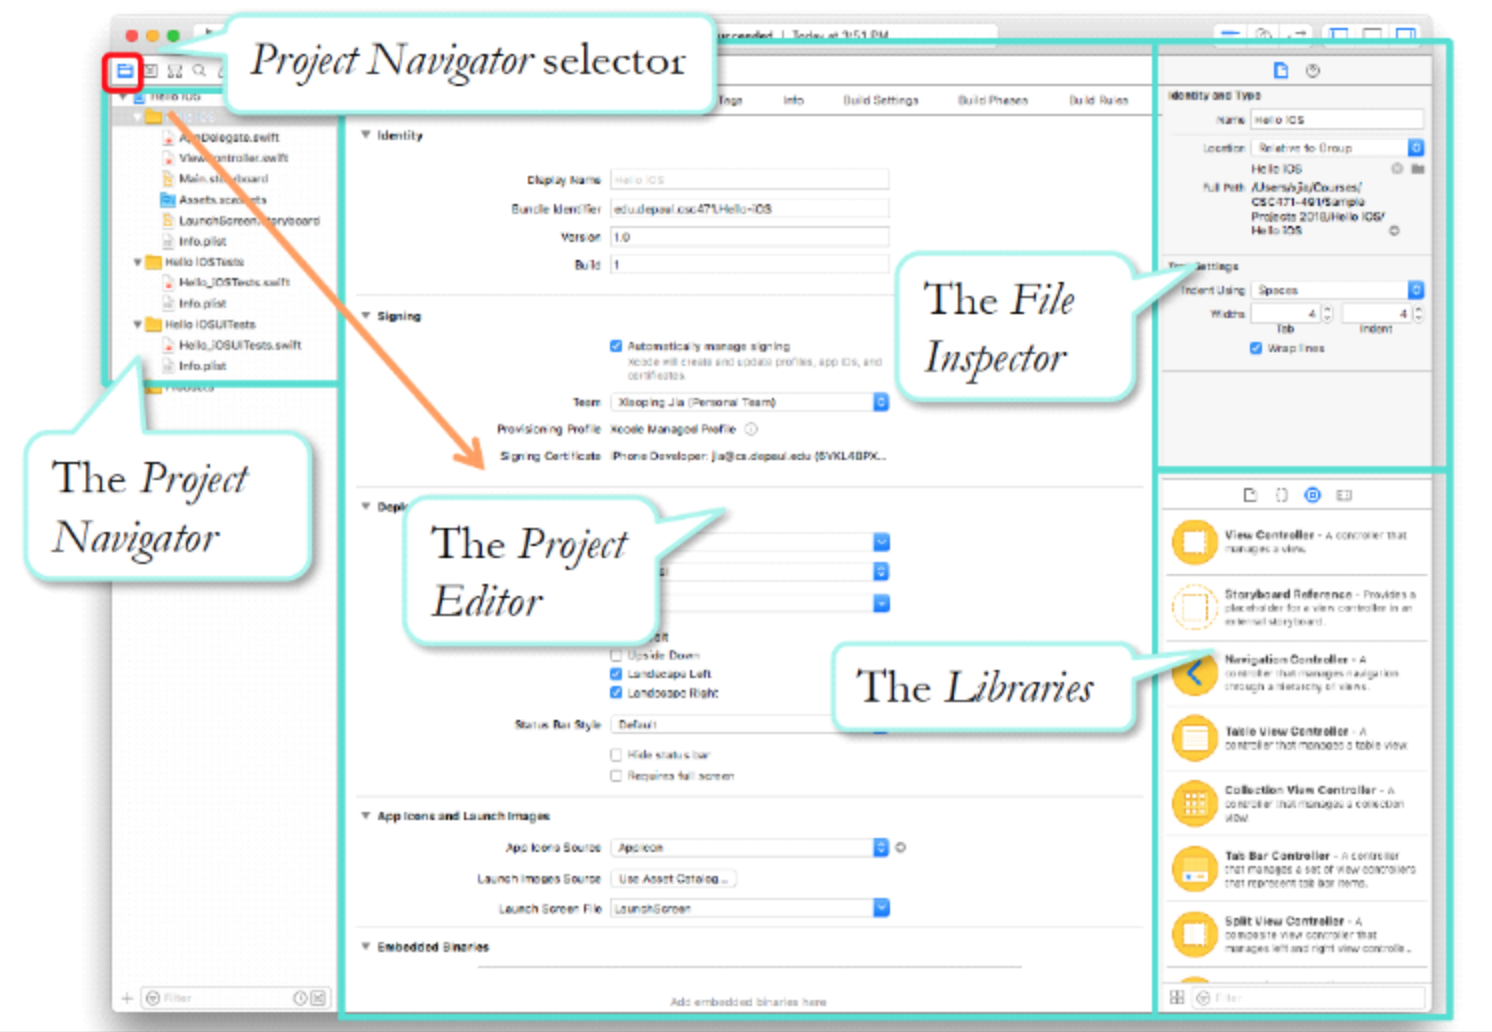 Project Navigator selector
succeeded | Today at 3:51 PM
Hello iOS
AppDelegate.swift
ViewController.swift
Main.storyboard
Assets.xcassets
LaunchScreen.storyboard
Info.plist
Hello iOSTests
Hello_iOSTests.swift
Info.plist
Hello iOSUITests
Hello_iOSUITests.swift
Info.plist
Products
The Project
Navigator
Filter
Tags Info Build Settings Build Phases Build Rules
Identity
Display Name Hello iOS
Bundle Identifier edu.depaul.csc471.Hello-iOS
Version 1.0
Build 1
Signing
Automatically manage signing
Xcode will create and update profiles, app IDs, and
certificates.
Team Xiaoping Jia (Personal Team)
Provisioning Profile Xcode Managed Profile
Signing Certificate iPhone Developer: jia@cs.depaul.edu (6VKL4BPX...
The Project
Editor
Upside Down
Landscape Left
Landscape Right
Status Bar Style Default
Hide status bar
Requires full screen
App Icons and Launch Images
App Icons Source AppIcon
Launch Images Source Use Asset Catalog...
Launch Screen File LaunchScreen
Embedded Binaries
Add embedded binaries here
Identity and Type
Name Hello iOS
Location Relative to Group
Hello iOS
Full Path /Users/xjia/Courses/
CSC471-491/Sample
Projects 2018/Hello iOS/
Hello iOS
The File
Inspector
Settings
Indent Using Spaces
Widths 4 4
Tab Indent
Wrap lines
View Controller - A controller that
manages a view.
Storyboard Reference - Provides a
placeholder for a view controller in an
external storyboard.
The Libraries
Navigation Controller - A
controller that manages navigation
through a hierarchy of views.
Table View Controller - A
controller that manages a table view.
Collection View Controller - A
controller that manages a collection
view.
Tab Bar Controller - A controller
that manages a set of view controllers
that represent tab bar items.
Split View Controller - A
composite view controller that
manages left and right view controlle...
Filter